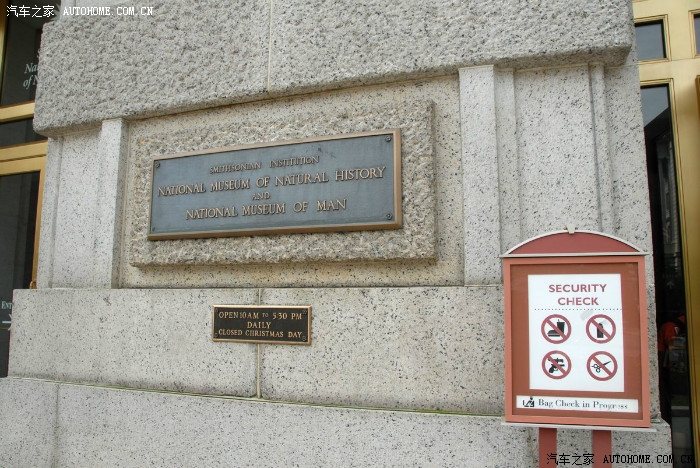 汽车之家 AUTOHOME.COM.CN
Na
of N
SMITHSONIAN INSTITUTION
NATIONAL MUSEUM OF NATURAL HISTORY
AND
NATIONAL MUSEUM OF MAN
OPEN 10 AM TO 5:30 PM
DAILY
CLOSED CHRISTMAS DAY
SECURITY
CHECK
Bag Check in Progress
汽车之家 AUTOHOME.COM.CN